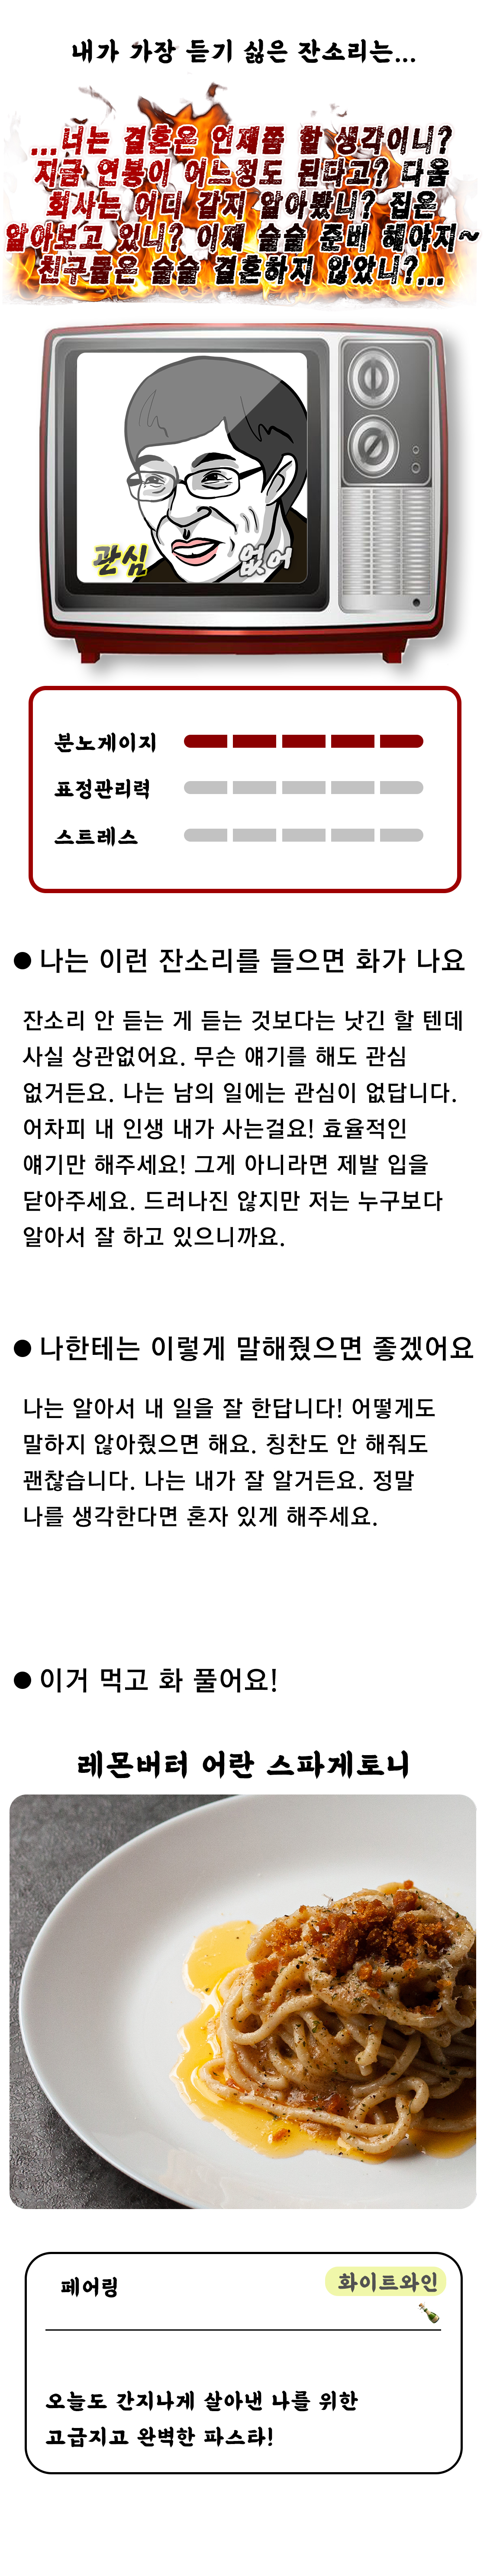 내가 가장 듣기 싫은 잔소리는...
...너는 결혼은 언제쯤 할 생각이니?
지금 연봉이 어느정도 된다고? 다음
회사는 어디 갈지 알아봤니? 집은
알아보고 있니? 이제 슬슬 준비 해야지~
친구들은 슬슬 결혼하지 않았니?...
관심 없어
분노게이지
표정관리력
스트레스
● 나는 이런 잔소리를 들으면 화가 나요
잔소리 안 듣는 게 듣는 것보다는 낫긴 할 텐데
사실 상관없어요. 무슨 얘기를 해도 관심
없거든요. 나는 남의 일에는 관심이 없답니다.
어차피 내 인생 내가 사는걸요! 효율적인
얘기만 해주세요! 그게 아니라면 제발 입을
닫아주세요. 드러나진 않지만 저는 누구보다
알아서 잘 하고 있으니까요.
● 나한테는 이렇게 말해줬으면 좋겠어요
나는 알아서 내 일을 잘 한답니다! 어떻게도
말하지 않아줬으면 해요. 칭찬도 안 해줘도
괜찮습니다. 나는 내가 잘 알거든요. 정말
나를 생각한다면 혼자 있게 해주세요.
● 이거 먹고 화 풀어요!
레몬버터 어란 스파게토니
페어링
화이트와인
오늘도 간지나게 살아낸 나를 위한
고급지고 완벽한 파스타!